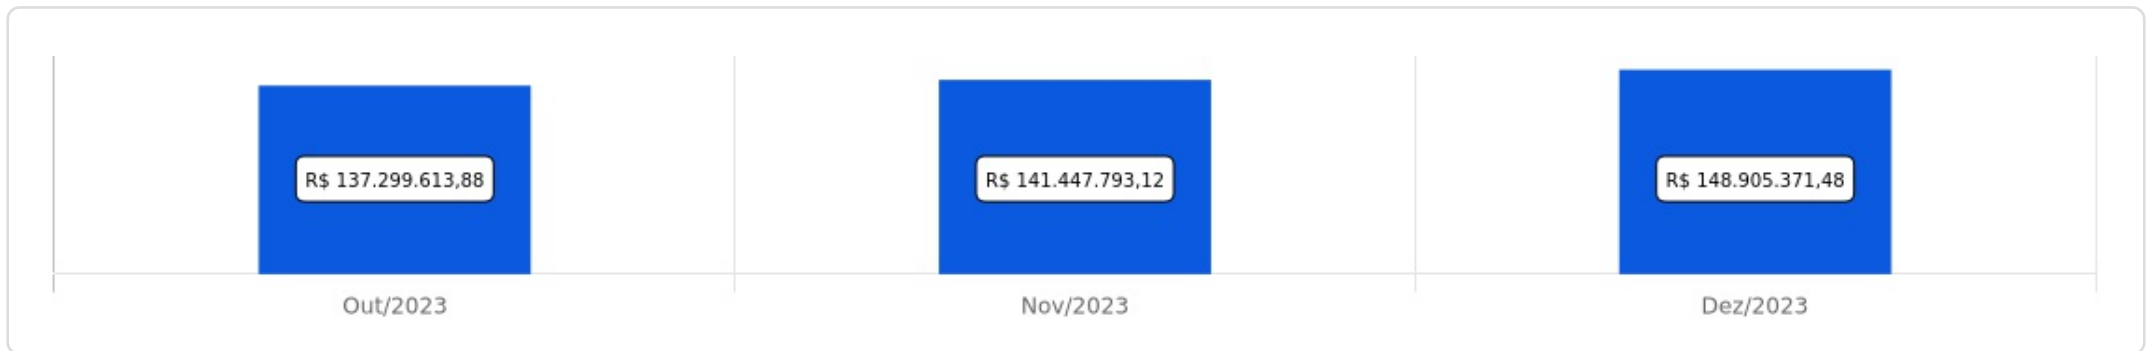 R$ 137.299.613,88
R$ 141.447.793,12
R$ 148.905.371,48
Out/2023
Nov/2023
Dez/2023